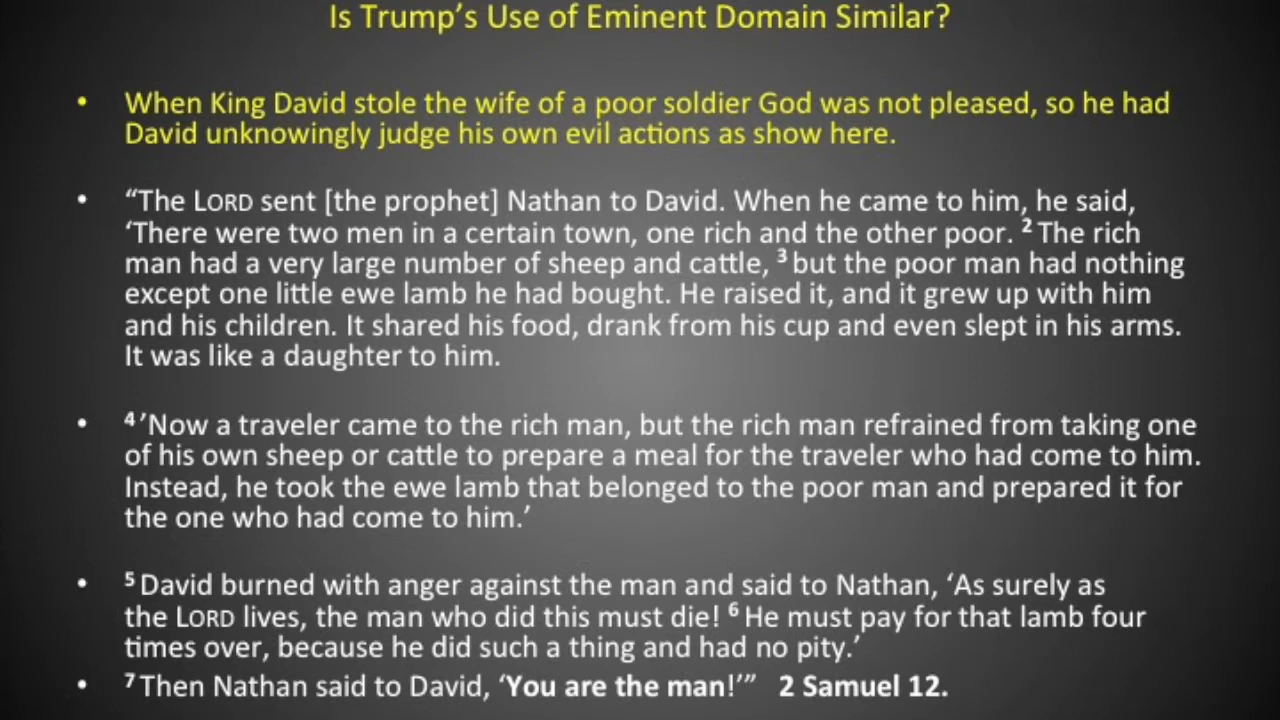 Is Trump’s Use of Eminent Domain Similar?
• When King David stole the wife of a poor soldier God was not pleased, so he had
David unknowingly judge his own evil actions as show here.
• “The LORD sent [the prophet] Nathan to David. When he came to him, he said,
‘There were two men in a certain town, one rich and the other poor. ² The rich
man had a very large number of sheep and cattle, ³ but the poor man had nothing
except one little ewe lamb he had bought. He raised it, and it grew up with him
and his children. It shared his food, drank from his cup and even slept in his arms.
It was like a daughter to him.
• ⁴ ’Now a traveler came to the rich man, but the rich man refrained from taking one
of his own sheep or cattle to prepare a meal for the traveler who had come to him.
Instead, he took the ewe lamb that belonged to the poor man and prepared it for
the one who had come to him.’
• ⁵ David burned with anger against the man and said to Nathan, ‘As surely as
the LORD lives, the man who did this must die! ⁶ He must pay for that lamb four
times over, because he did such a thing and had no pity.’
• ⁷ Then Nathan said to David, ‘You are the man!’” 2 Samuel 12.